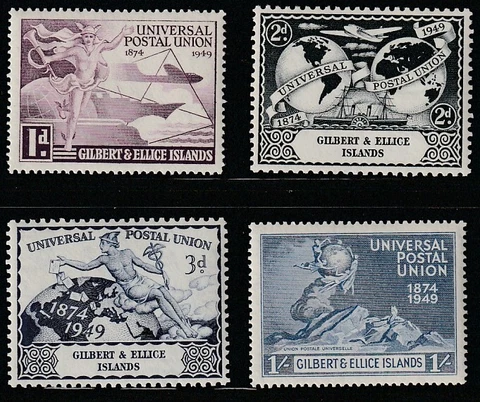 UNIVERSAL
POSTAL UNION
1874 1949
1D.
GILBERT & ELLICE ISLANDS
2d 1949
UNIVERSAL POSTAL UNION
1874 2d
GILBERT & ELLICE
ISLANDS
UNIVERSAL POSTAL UNION
3d
1874
1949
GILBERT & ELLICE
ISLANDS
UNIVERSAL
POSTAL
UNION
1874
1949
UNION POSTALE UNIVERSELLE
1/- GILBERT & ELLICE ISLANDS 1/-